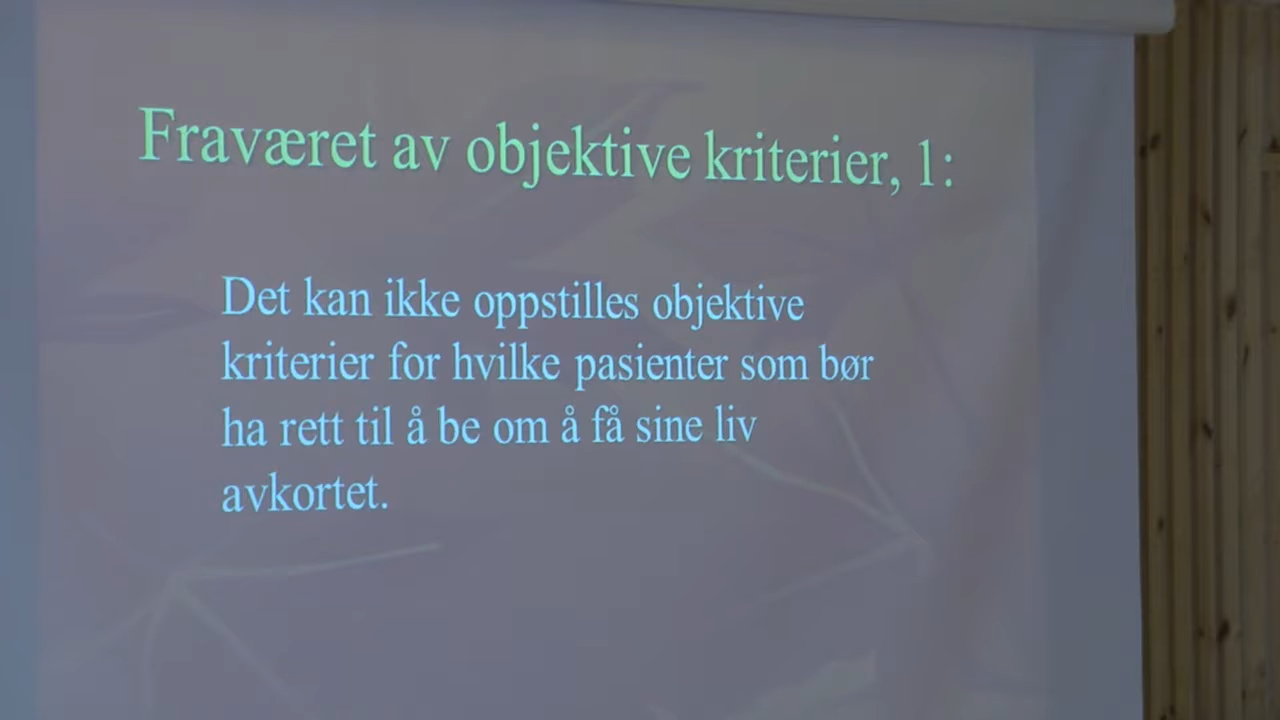 Fraværet av objektive kriterier, 1:
Det kan ikke oppstilles objektive
kriterier for hvilke pasienter som bør
ha rett til å be om å få sine liv
avkortet.